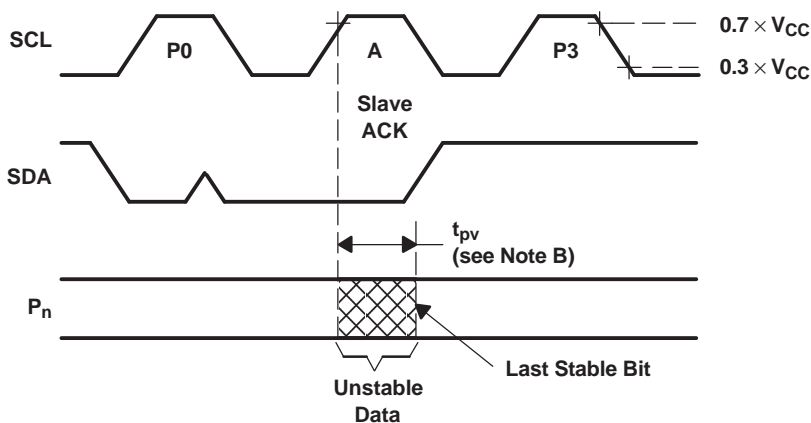 SCL
P0
A
P3
0.7 × VCC
0.3 × VCC
Slave
ACK
SDA
tpv
(see Note B)
Pn
Last Stable Bit
Unstable
Data